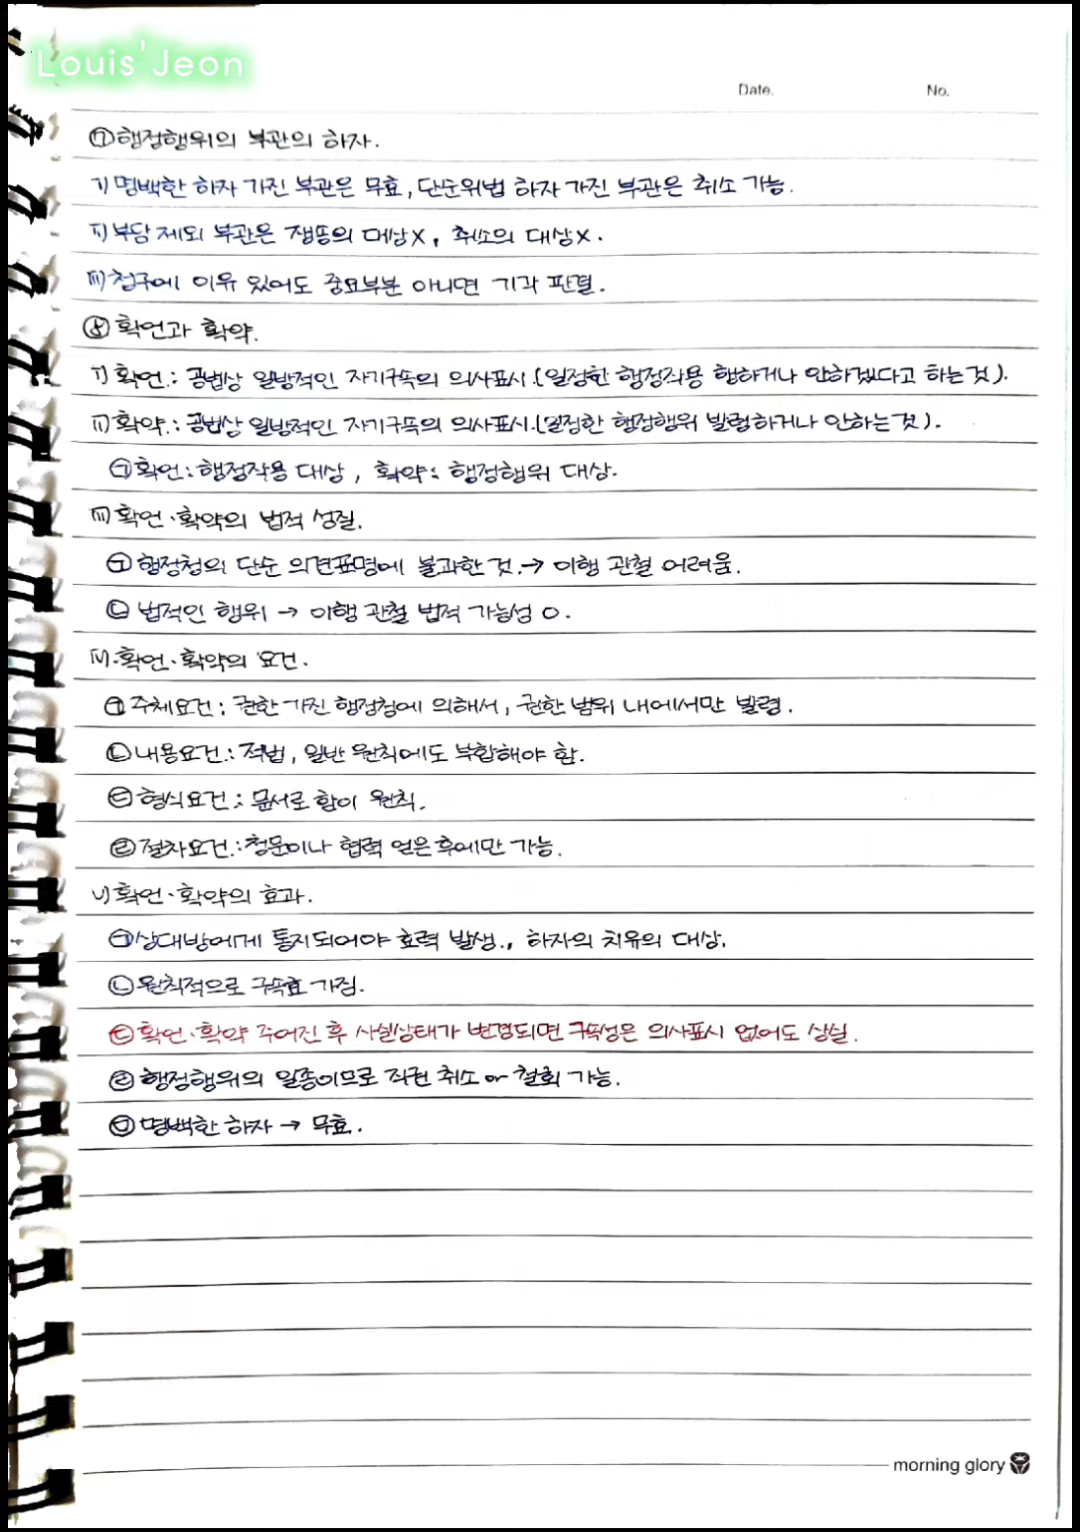 Louis'Jeon
Date.
No.
⑦행정행위의 부관의 하자.
ⅰ)명백한 하자 가진 부관은 무효, 단순위법 하자 가진 부관은 취소 가능.
ⅱ)부담 제외 부관은 쟁송의 대상X, 취소의 대상X.
ⅲ)청구에 이유 있어도 중요부분 아니면 기각 판결.
⑧확언과 확약.
ⅰ)확언.: 공법상 일방적인 자기구속의 의사표시.(일정한 행정작용 행하거나 안하겠다고 하는 것).
ⅱ)확약.: 공법상 일방적인 자기구속의 의사표시.(일정한 행정행위 발령하거나 안하는 것).
㉠확언: 행정작용 대상, 확약: 행정행위 대상.
ⅲ)확언·확약의 법적 성질.
㉠행정청의 단순 의견표명에 불과한 것.→ 이행 관철 어려움.
㉡법적인 행위 → 이행 관철 법적 가능성 O.
ⅳ).확언·확약의 요건.
㉠주체요건: 권한 가진 행정청에 의해서, 권한 범위 내에서만 발령.
㉡내용요건.: 적법, 일반 원칙에도 부합해야 함.
㉢형식요건: 문서로 함이 원칙.
㉣절차요건.: 청문이나 협력 얻은 후에만 가능.
ⅴ)확언·확약의 효과.
㉠상대방에게 통지되어야 효력 발생., 하자의 치유의 대상.
㉡원칙적으로 구속효 가짐.
㉢확언·확약 주어진 후 사실상태가 변경되면 구속성은 의사표시 없어도 상실.
㉣행정행위의 일종이므로 직권 취소 or 철회 가능.
㉤명백한 하자 → 무효.
morning glory